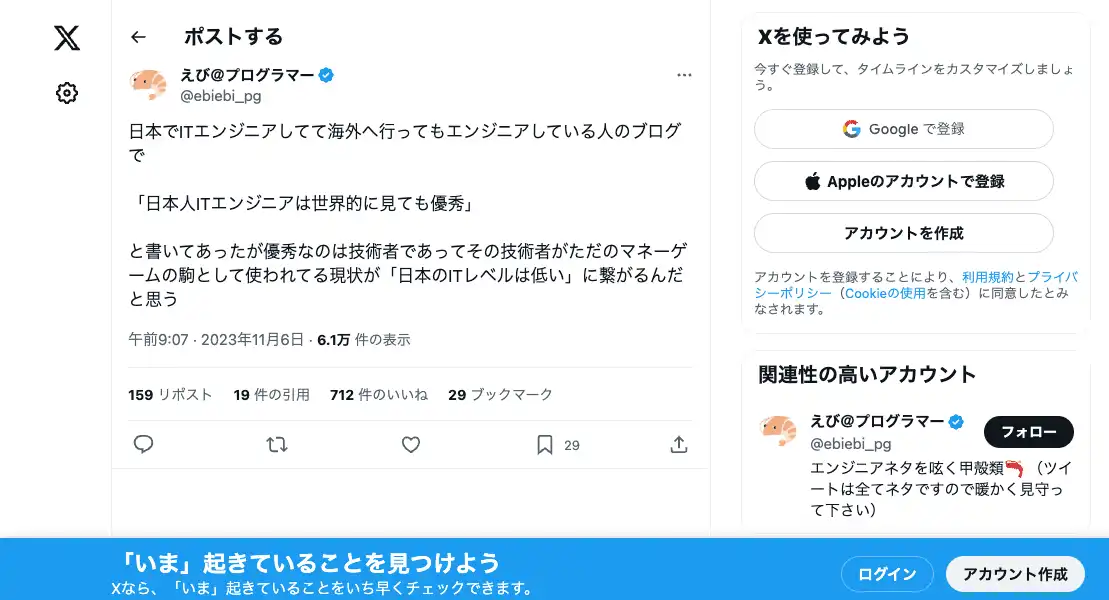 ポストする
えび@プログラマー
@ebiebi_pg
日本でITエンジニアしてて海外へ行ってもエンジニアしている人のブログ
で
「日本人ITエンジニアは世界的に見ても優秀」
と書いてあったが優秀なのは技術者であってその技術者がただのマネーゲ
ームの駒として使われてる現状が「日本のITレベルは低い」に繋がるんだ
と思う
午前9:07 · 2023年11月6日 · 6.1万 件の表示
159 リポスト 19 件の引用 712 件のいいね 29 ブックマーク
29
Xを使ってみよう
今すぐ登録して、タイムラインをカスタマイズしましょ
う。
Google で登録
Appleのアカウントで登録
アカウントを作成
アカウントを登録することにより、利用規約とプライバ
シーポリシー（Cookieの使用を含む）に同意したとみ
なされます。
関連性の高いアカウント
えび@プログラマー
@ebiebi_pg
フォロー
エンジニアネタを呟く甲殻類🦐（ツイ
ートは全てネタですので暖かく見守っ
て下さい）
「いま」起きていることを見つけよう
Xなら、「いま」起きていることをいち早くチェックできます。
ログイン
アカウント作成